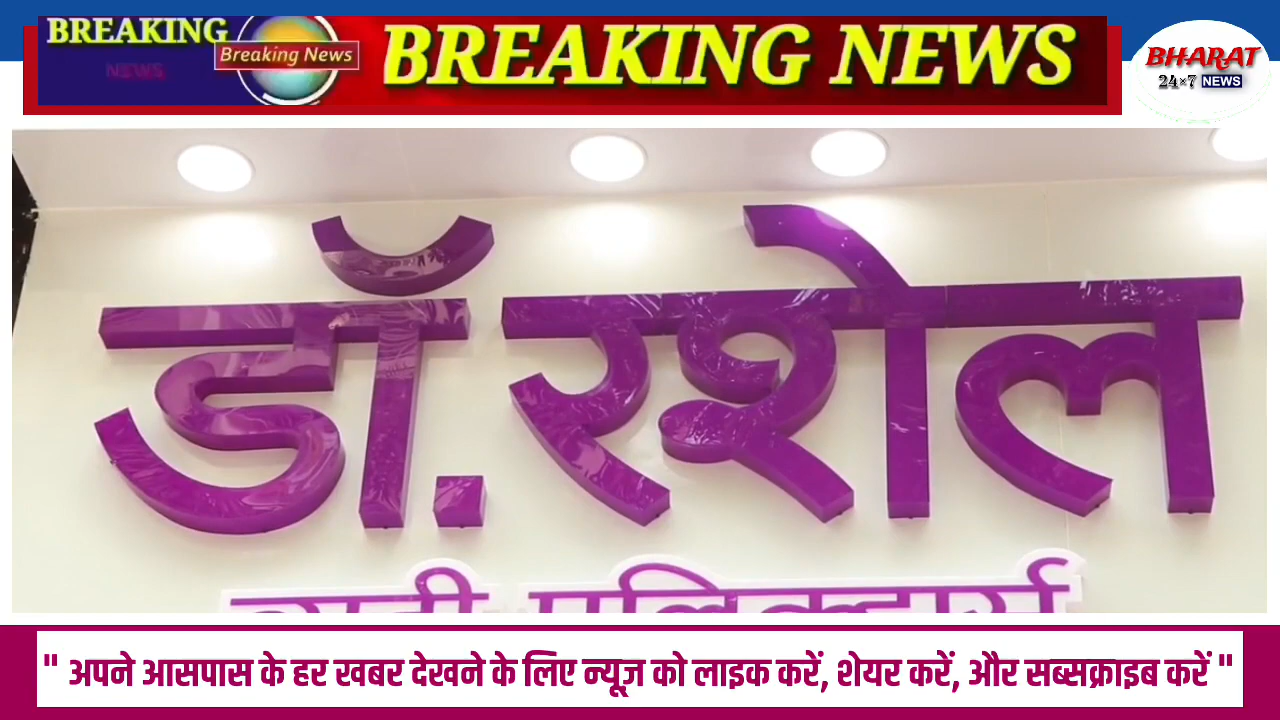 BREAKING
NEWS
Breaking News
BREAKING NEWS
BHARAT
24×7 NEWS
डॉ. रशेल
" अपने आसपास के हर खबर देखने के लिए न्यूज़ को लाइक करें, शेयर करें, और सब्सक्राइब करें "